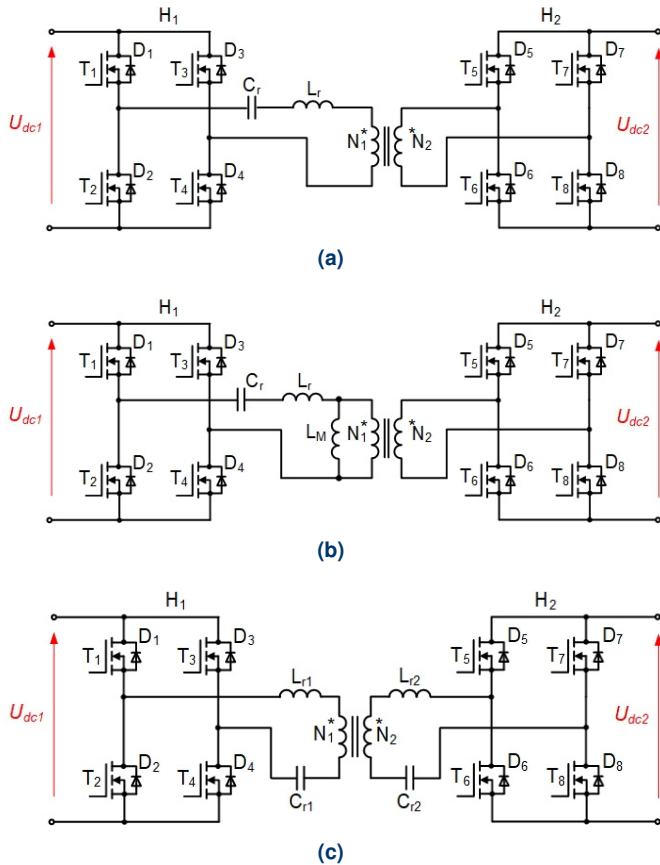 H1 H2
D1 D3 D5 D7
T1 T3 Cr Lr T5 T7
Udc1 N1* *N2 Udc2
D2 D4 D6 D8
T2 T4 T6 T8
(a)
H1 H2
D1 D3 D5 D7
T1 T3 Cr Lr T5 T7
Udc1 LM N1* *N2 Udc2
D2 D4 D6 D8
T2 T4 T6 T8
(b)
H1 H2
D1 D3 D5 D7
T1 T3 Lr1 Lr2 T5 T7
Udc1 N1* *N2 Udc2
D2 D4 D6 D8
T2 T4 Cr1 Cr2 T6 T8
(c)